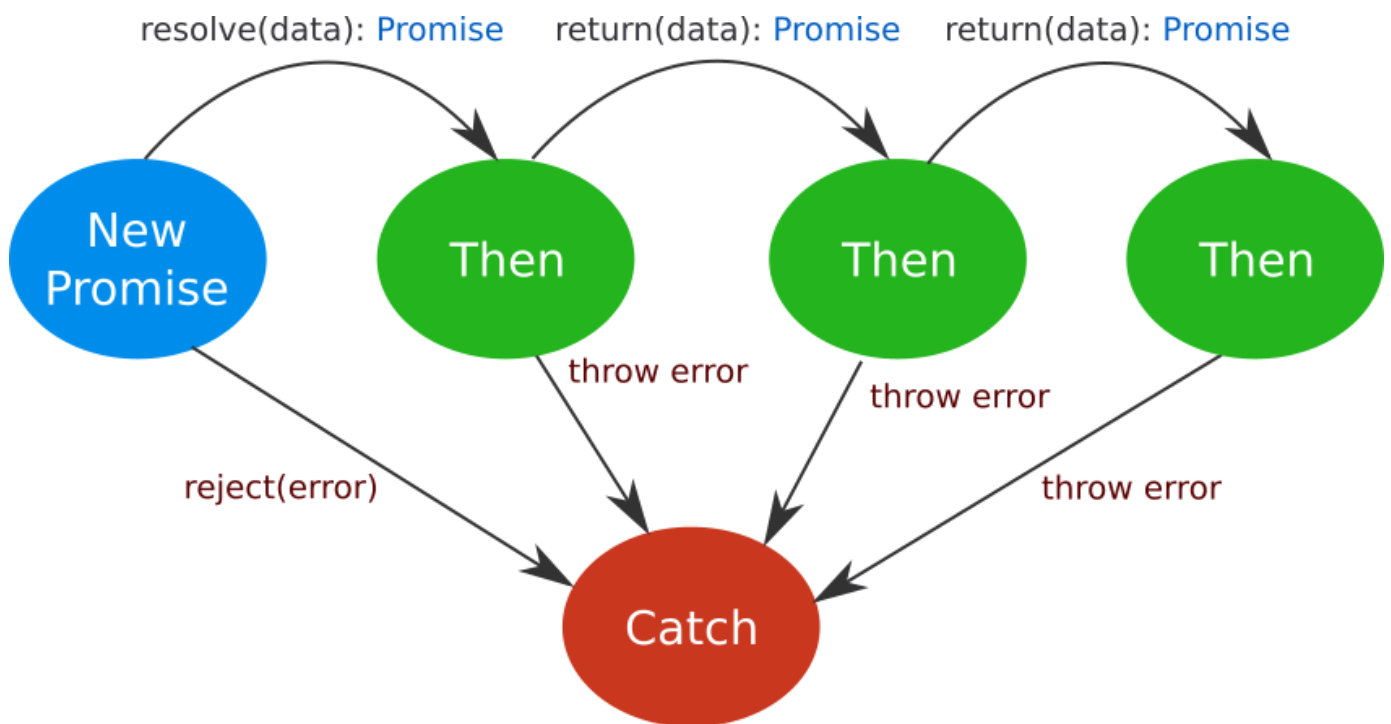 resolve(data): Promise
return(data): Promise
return(data): Promise
New
Promise
Then
Then
Then
throw error
throw error
reject(error)
throw error
Catch